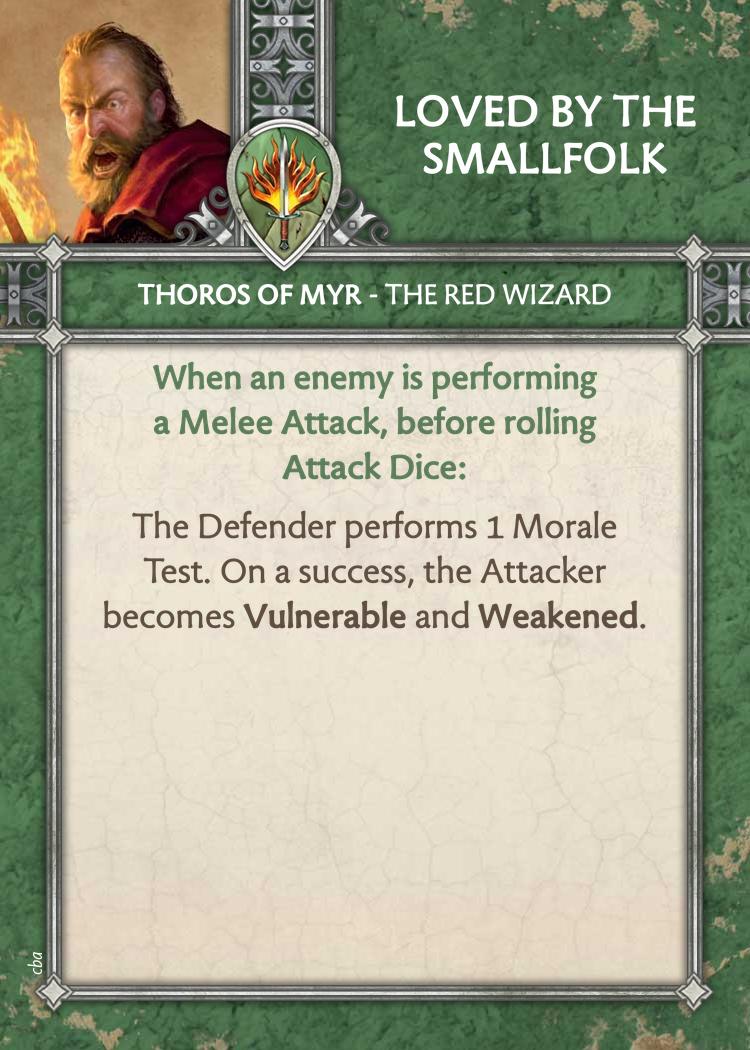 LOVED BY THE
SMALLFOLK
THOROS OF MYR - THE RED WIZARD
When an enemy is performing
a Melee Attack, before rolling
Attack Dice:
The Defender performs 1 Morale
Test. On a success, the Attacker
becomes Vulnerable and Weakened.
cba